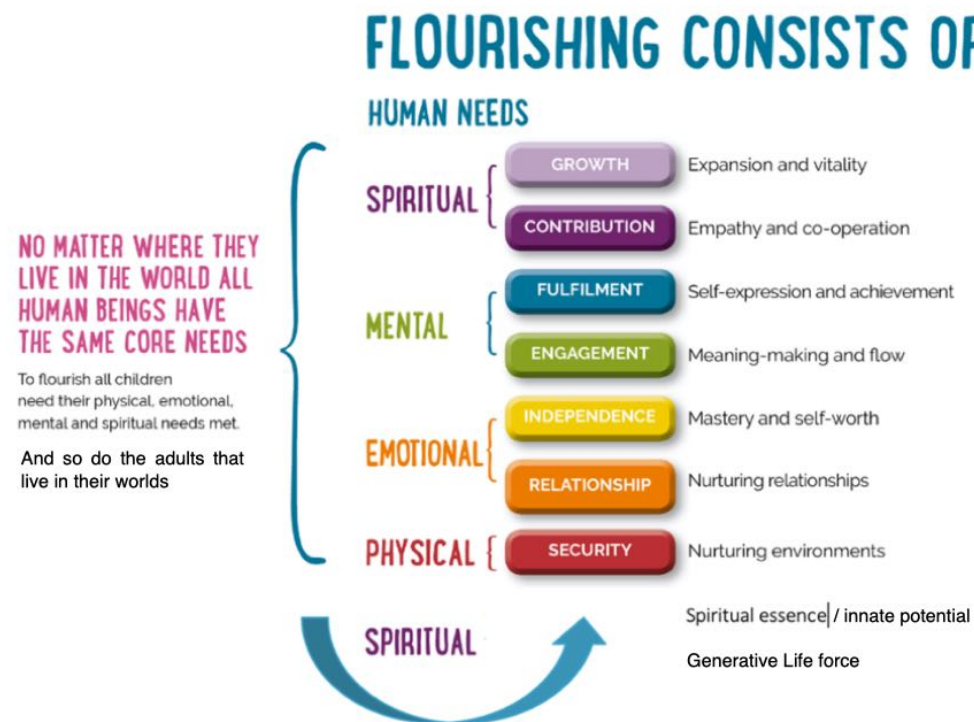 FLOURISHING CONSISTS OF
HUMAN NEEDS
NO MATTER WHERE THEY
LIVE IN THE WORLD ALL
HUMAN BEINGS HAVE
THE SAME CORE NEEDS
To flourish all children
need their physical, emotional,
mental and spiritual needs met.
And so do the adults that
live in their worlds
SPIRITUAL
GROWTH Expansion and vitality
CONTRIBUTION Empathy and co-operation
MENTAL
FULFILMENT Self-expression and achievement
ENGAGEMENT Meaning-making and flow
EMOTIONAL
INDEPENDENCE Mastery and self-worth
RELATIONSHIP Nurturing relationships
PHYSICAL
SECURITY Nurturing environments
SPIRITUAL
Spiritual essence / innate potential
Generative Life force